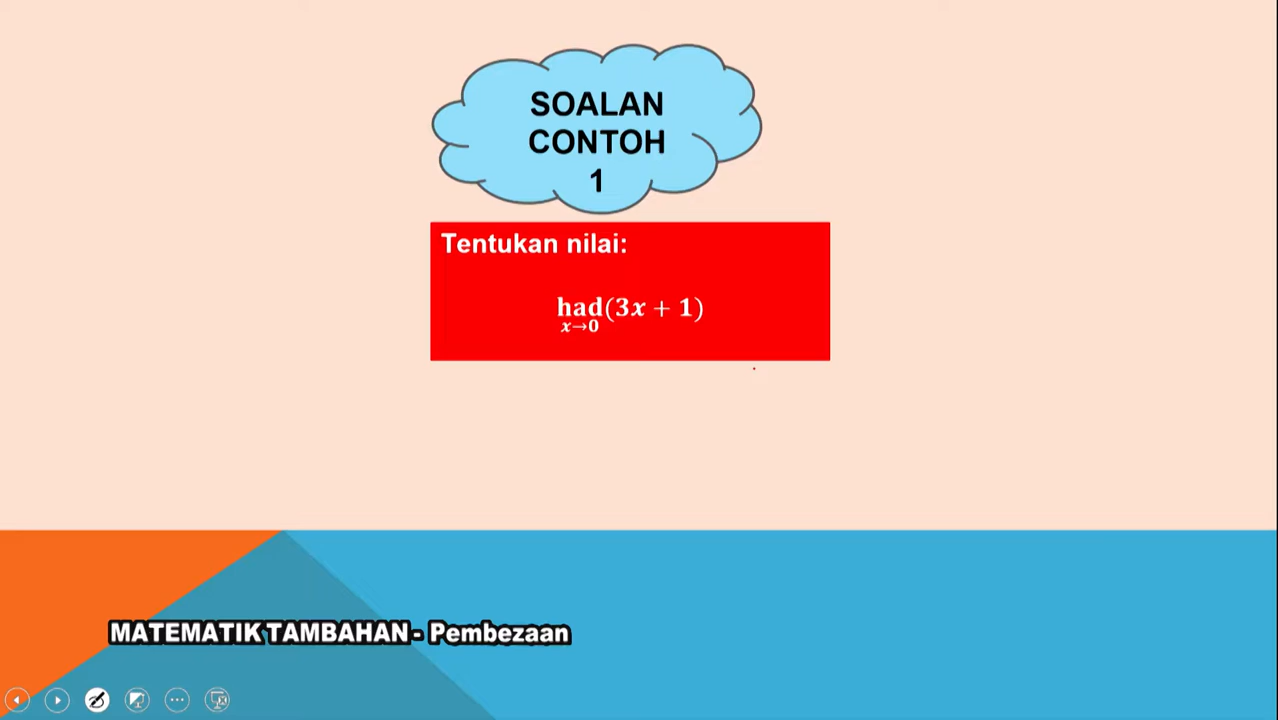 SOALAN
CONTOH
1
Tentukan nilai:
had(3x + 1)
x→0
MATEMATIK TAMBAHAN - Pembezaan